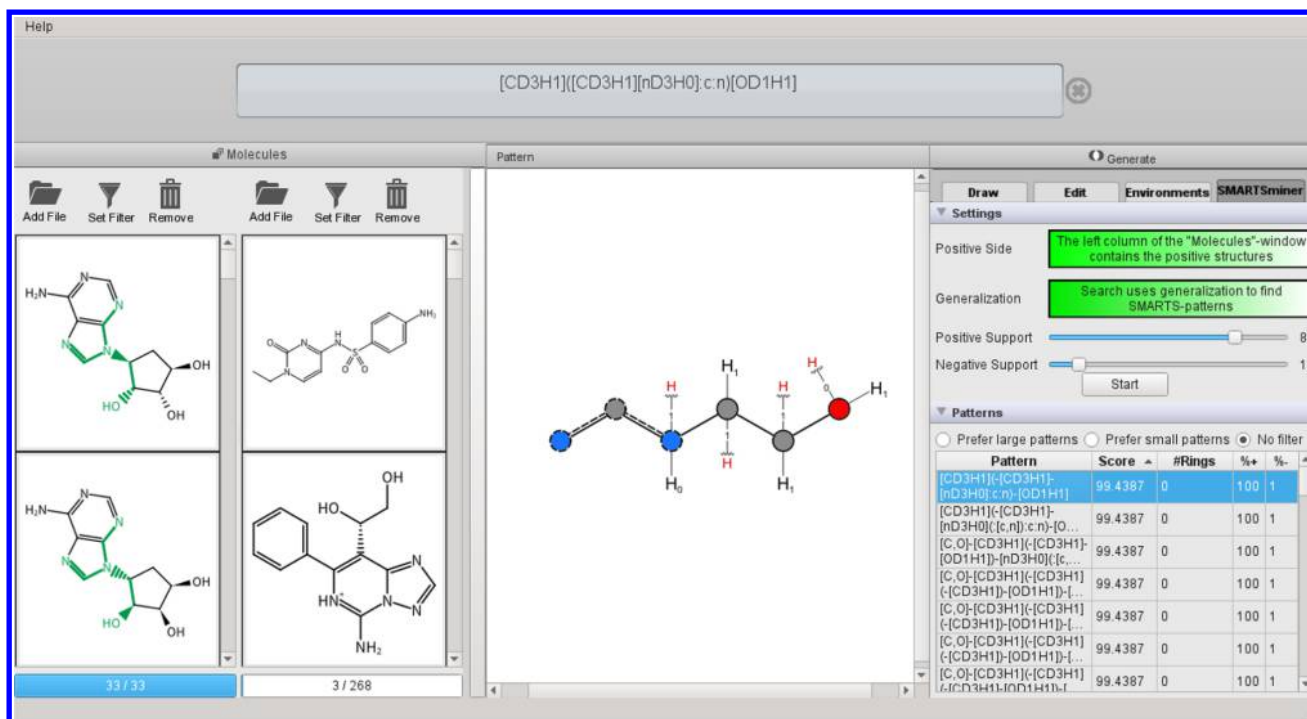 Help
[CD3H1]([CD3H1][nD3H0]:c:n)[OD1H1]
Molecules
Add File
Set Filter
Remove
Add File
Set Filter
Remove
H₂N
N
N
N
N
OH
HO
OH
O
N
N
H
N
S
O
O
NH₂
H₂N
N
N
N
N
OH
HO
OH
OH
HO
N
HN⁺
N
N
NH₂
33 / 33
3 / 268
Pattern
H
H₁
H
H
0
H₁
1
1
1
H
H₀
H₁
Generate
Draw
Edit
Environments
SMARTSminer
Settings
Positive Side
The left column of the "Molecules"-window
contains the positive structures
Generalization
Search uses generalization to find
SMARTS-patterns
Positive Support
8
Negative Support
1
Start
Patterns
Prefer large patterns
Prefer small patterns
No filter
Pattern Score #Rings %+ %-
[CD3H1](-[CD3H1]-
[nD3H0]:c:n)-[OD1H1] 99.4387 0 100 1
[CD3H1](-[CD3H1]-
[nD3H0](:[c,n]):c:n)-[O... 99.4387 0 100 1
[C,O]-[CD3H1](-[CD3H1](-
[OD1H1])-[nD3H0](:[c,... 99.4387 0 100 1
[C,O]-[CD3H1](-[CD3H1]
(-[CD3H1])-[OD1H1])-[... 99.4387 0 100 1
[C,O]-[CD3H1](-[CD3H1]
(-[CD3H1])-[OD1H1])-[... 99.4387 0 100 1
[C,O]-[CD3H1](-[CD3H1]
(-[CD3H1])-[OD1H1])-[... 99.4387 0 100 1
[C,O]-[CD3H1](-[CD3H1]
99.4387 0 100 1